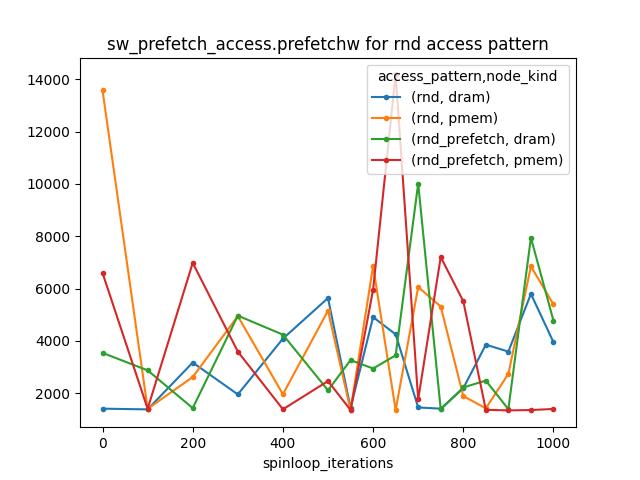 sw_prefetch_access.prefetchw for rnd access pattern
access_pattern,node_kind
(rnd, dram)
(rnd, pmem)
(rnd_prefetch, dram)
(rnd_prefetch, pmem)
14000
12000
10000
8000
6000
4000
2000
0 200 400 600 800 1000
spinloop_iterations